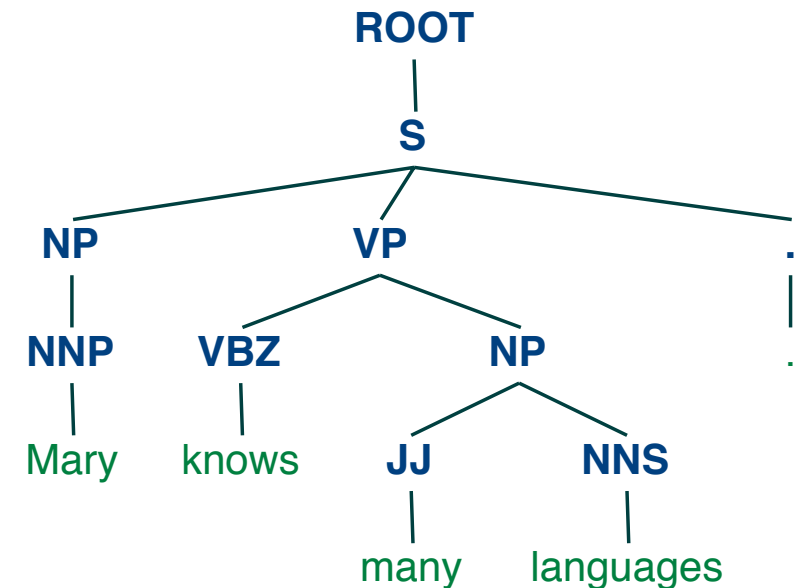 ROOT
S
NP VP .
NNP VBZ NP .
Mary knows JJ NNS
many languages